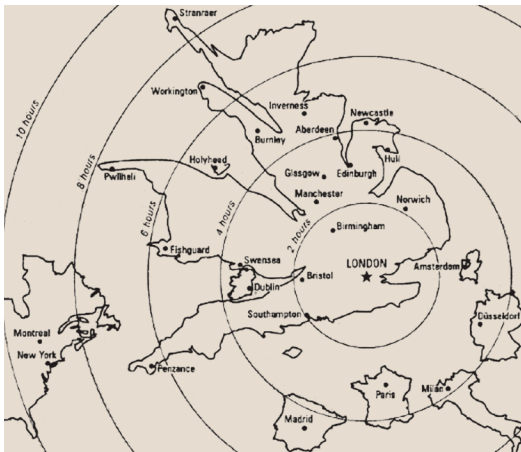 Stranraer
Workington
Inverness
Newcastle
10 hours
Aberdeen
Burnley
Hull
8 hours
Holyhead
Pwllheli
Glasgow
Edinburgh
Manchester
Norwich
6 hours
4 hours
2 hours
Birmingham
Fishguard
Swensea
LONDON
Amsterdam
Bristol
Dublin
Southampton
Düsseldorf
Montreal
New York
Penzance
Paris
Milan
Madrid